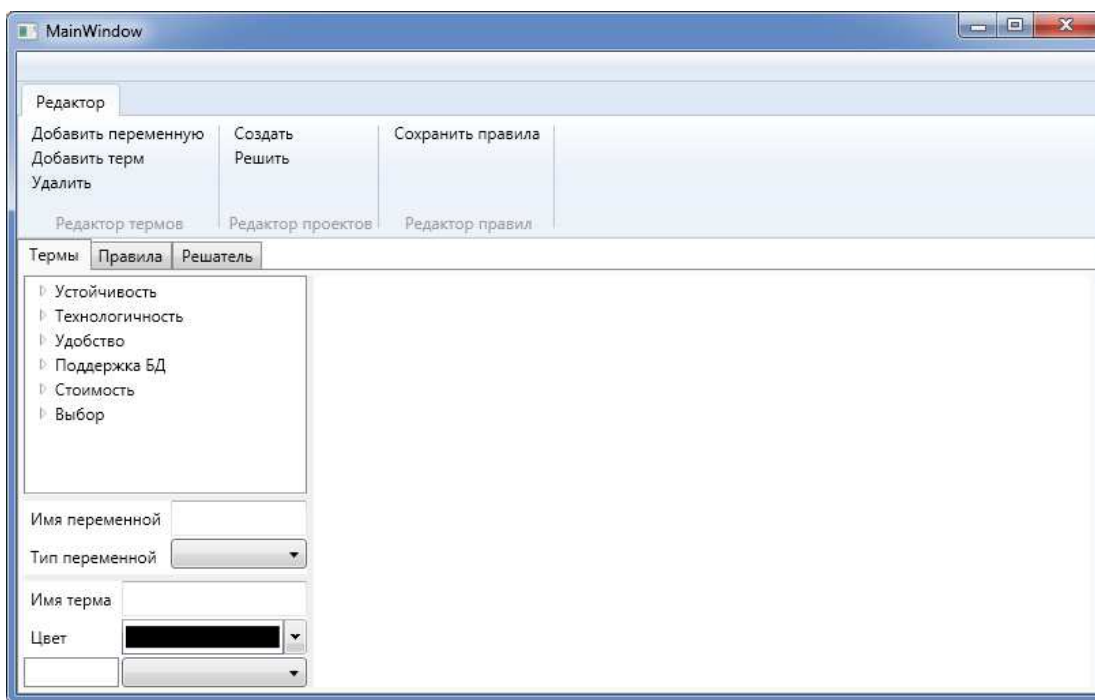 MainWindow
Редактор
Добавить переменную Создать Сохранить правила
Добавить терм Решить
Удалить
Редактор термов Редактор проектов Редактор правил
Термы Правила Решатель
Устойчивость
Технологичность
Удобство
Поддержка БД
Стоимость
Выбор
Имя переменной
Тип переменной
Имя терма
Цвет